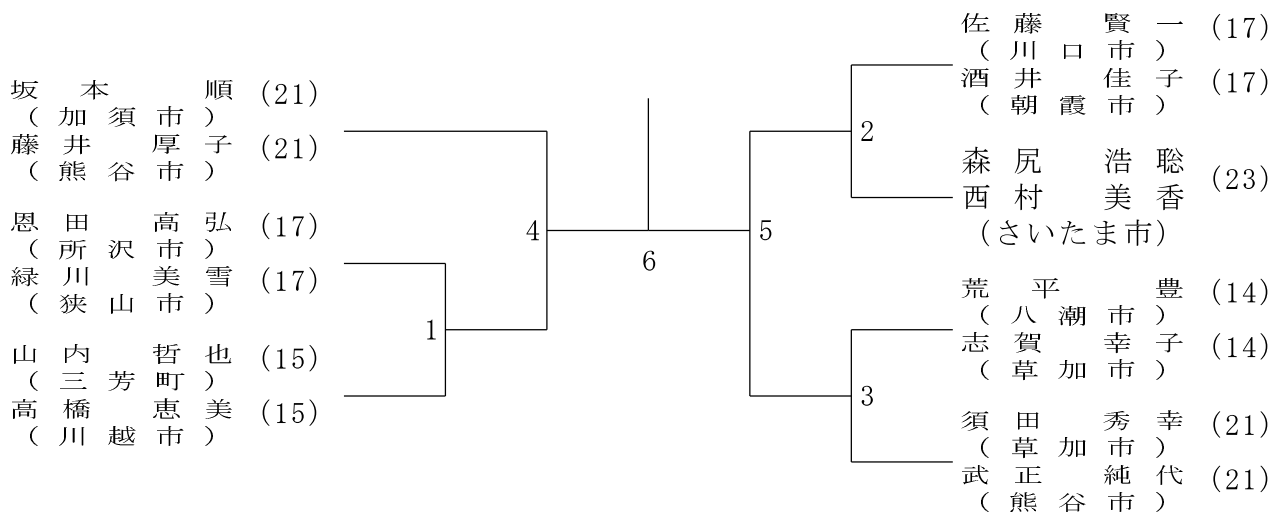 坂本 順 (21)
(加須市)
藤井 厚子 (21)
(熊谷市)
恩田 高弘 (17)
(所沢市)
緑川 美雪 (17)
(狭山市)
山内 哲也 (15)
(三芳町)
高橋 恵美 (15)
(川越市)
4
1
6
5
2
3
佐藤 賢一 (17)
(川口市)
酒井 佳子 (17)
(朝霞市)
森尻 浩聡
(23)
西村 美香
(さいたま市)
荒平 豊 (14)
(八潮市)
志賀 幸子 (14)
(草加市)
須田 秀幸 (21)
(草加市)
武正 純代 (21)
(熊谷市)